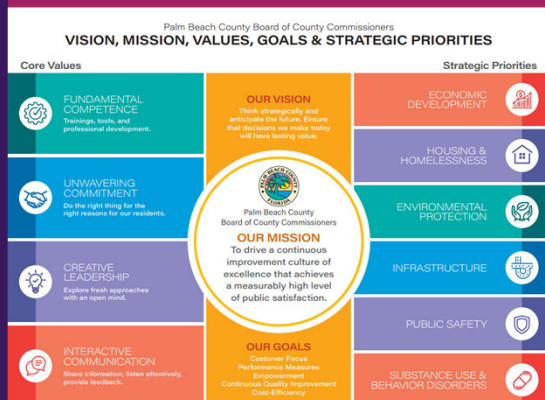 Palm Beach County Board of County Commissioners
VISION, MISSION, VALUES, GOALS & STRATEGIC PRIORITIES
Core Values
FUNDAMENTAL
COMPETENCE
Trainings, tools, and
professional development.
UNWAVERING
COMMITMENT
Do the right thing for the
right reasons for our residents.
CREATIVE
LEADERSHIP
Explore fresh approaches
with an open mind.
INTERACTIVE
COMMUNICATION
Share information, listen attentively,
provide feedback.
OUR VISION
Think strategically and
anticipate the future. Ensure
that decisions we make today
will have lasting value.
PALM BEACH COUNTY
FLORIDA
Palm Beach County
Board of County Commissioners
OUR MISSION
To drive a continuous
improvement culture of
excellence that achieves
a measurably high level
of public satisfaction.
OUR GOALS
Customer Focus
Performance Measures
Empowerment
Continuous Quality Improvement
Cost-Efficiency
Strategic Priorities
ECONOMIC
DEVELOPMENT
HOUSING &
HOMELESSNESS
ENVIRONMENTAL
PROTECTION
INFRASTRUCTURE
PUBLIC SAFETY
SUBSTANCE USE &
BEHAVIOR DISORDERS